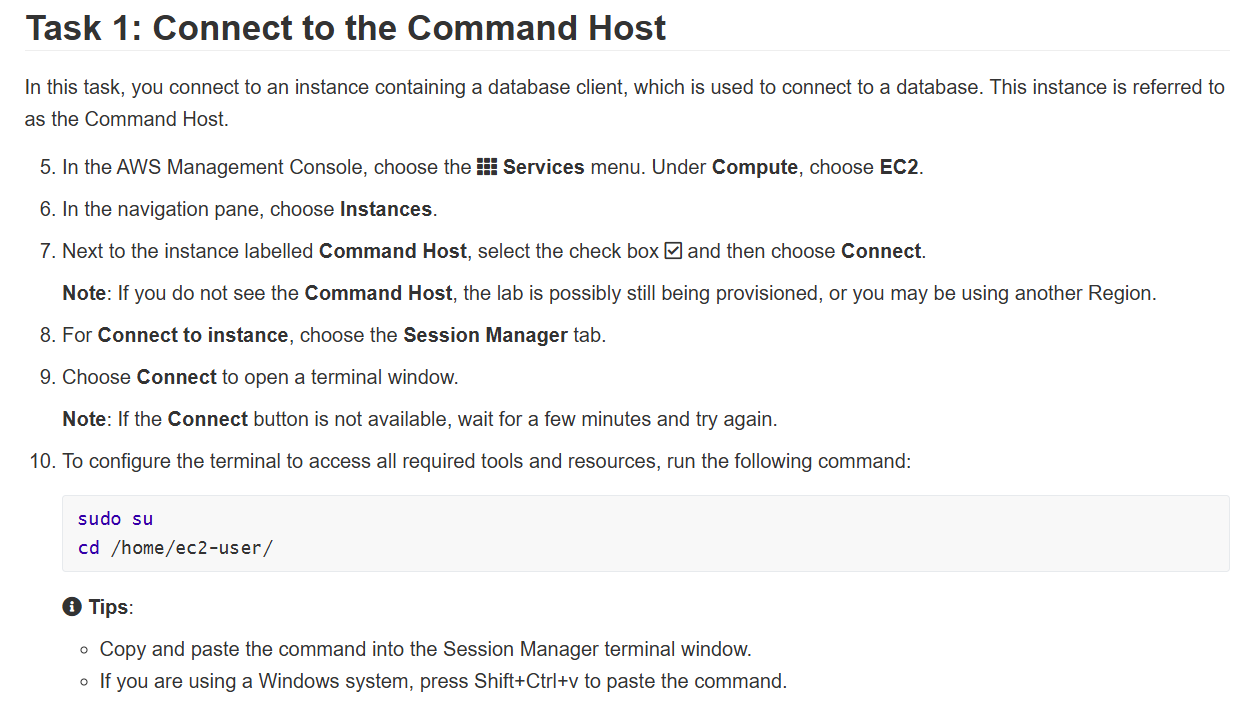 Task 1: Connect to the Command Host
In this task, you connect to an instance containing a database client, which is used to connect to a database. This instance is referred to
as the Command Host.
5. In the AWS Management Console, choose the Services menu. Under Compute, choose EC2.
6. In the navigation pane, choose Instances.
7. Next to the instance labelled Command Host, select the check box and then choose Connect.
Note: If you do not see the Command Host, the lab is possibly still being provisioned, or you may be using another Region.
8. For Connect to instance, choose the Session Manager tab.
9. Choose Connect to open a terminal window.
Note: If the Connect button is not available, wait for a few minutes and try again.
10. To configure the terminal to access all required tools and resources, run the following command:
sudo su
cd /home/ec2-user/
Tips:
◦ Copy and paste the command into the Session Manager terminal window.
◦ If you are using a Windows system, press Shift+Ctrl+v to paste the command.